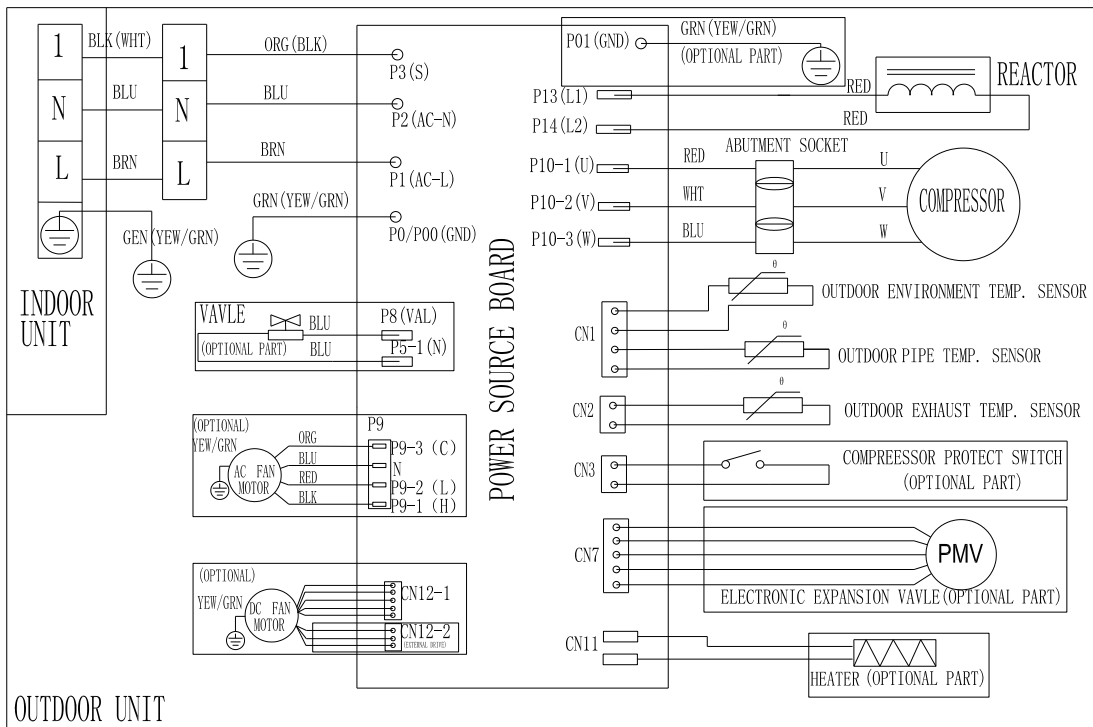 1
N
L
BLK(WHT)
BLU
BRN
1
N
L
ORG(BLK)
BLU
BRN
GRN(YEW/GRN)
GEN(YEW/GRN)
P3(S)
P2(AC-N)
P1(AC-L)
P0/P00(GND)
INDOOR
UNIT
VAVLE
(OPTIONAL PART)
BLU
BLU
P8(VAL)
P5-1(N)
(OPTIONAL)
YEW/GRN
AC FAN
MOTOR
ORG
BLU
RED
BLK
P9
P9-3 (C)
N
P9-2 (L)
P9-1 (H)
(OPTIONAL)
YEW/GRN
DC FAN
MOTOR
CN12-1
CN12-2
(EXTERNAL DRIVE)
OUTDOOR UNIT
POWER SOURCE BOARD
P01(GND)
GRN(YEW/GRN)
(OPTIONAL PART)
P13(L1)
RED
REACTOR
P14(L2)
RED
ABUTMENT SOCKET
P10-1(U)
RED
U
P10-2(V)
WHT
V
P10-3(W)
BLU
W
COMPRESSOR
CN1
θ
OUTDOOR ENVIRONMENT TEMP. SENSOR
θ
OUTDOOR PIPE TEMP. SENSOR
CN2
θ
OUTDOOR EXHAUST TEMP. SENSOR
CN3
COMPREESSOR PROTECT SWITCH
(OPTIONAL PART)
CN7
PMV
ELECTRONIC EXPANSION VAVLE(OPTIONAL PART)
CN11
HEATER (OPTIONAL PART)